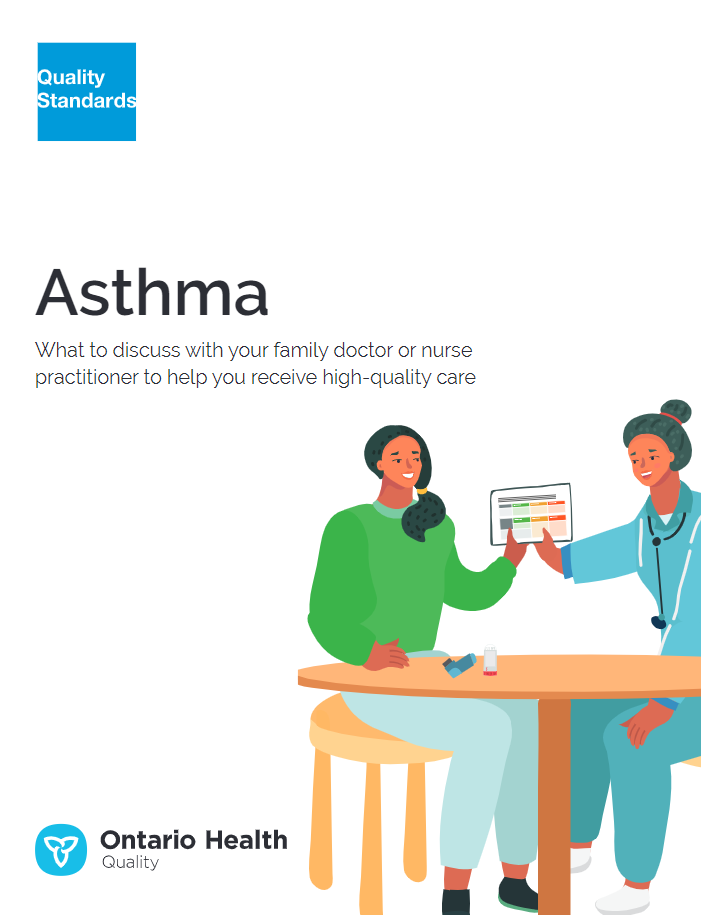 Quality
Standards
Asthma
What to discuss with your family doctor or nurse
practitioner to help you receive high-quality care
Ontario Health
Quality